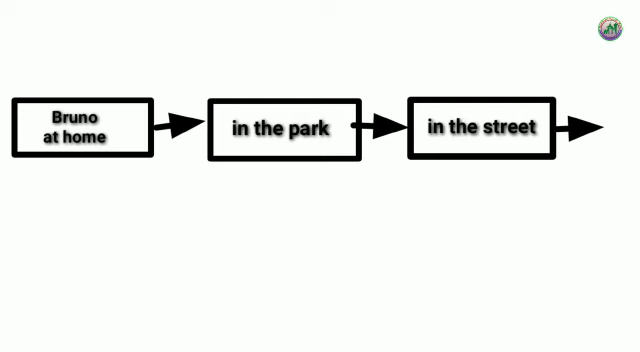 Bruno
at home
in the park
in the street